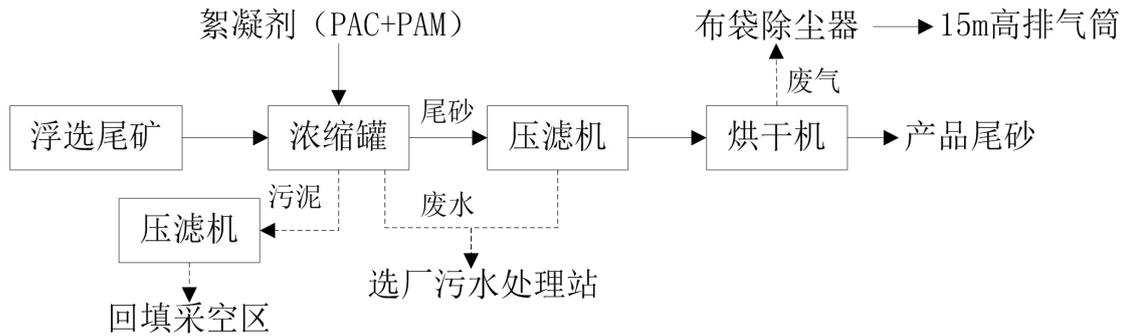 絮凝剂（PAC+PAM）
布袋除尘器
15m高排气筒
废气
浮选尾矿
浓缩罐
尾砂
压滤机
烘干机
产品尾砂
污泥
废水
压滤机
选厂污水处理站
回填采空区